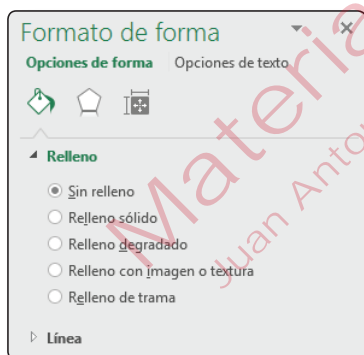 Formato de forma
Opciones de forma Opciones de texto
Relleno
Sin relleno
Relleno sólido
Relleno degradado
Relleno con imagen o textura
Relleno de trama
Línea
Materia
Juan Anto